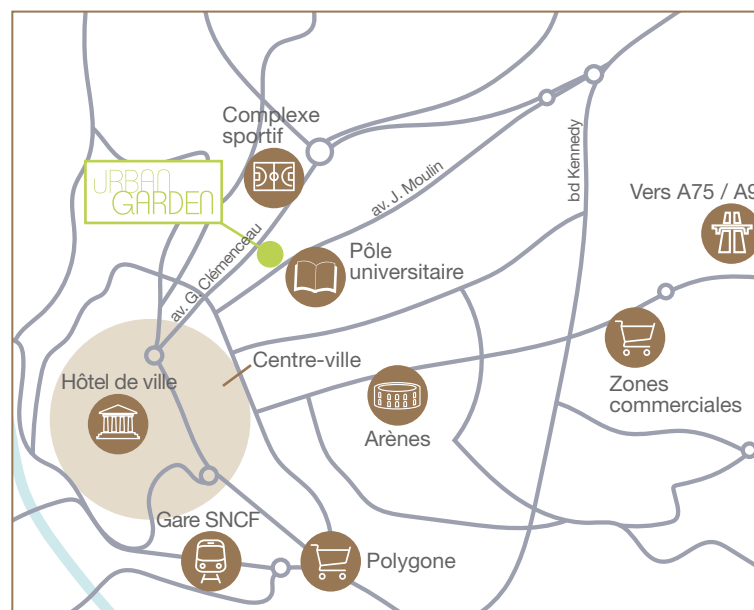 Complexe
sportif
URBAN
GARDEN
av. J. Moulin
bd Kennedy
Vers A75 / A9
av. G. Clémenceau
Pôle
universitaire
Centre-ville
Hôtel de ville
Zones
commerciales
Arènes
Gare SNCF
Polygone